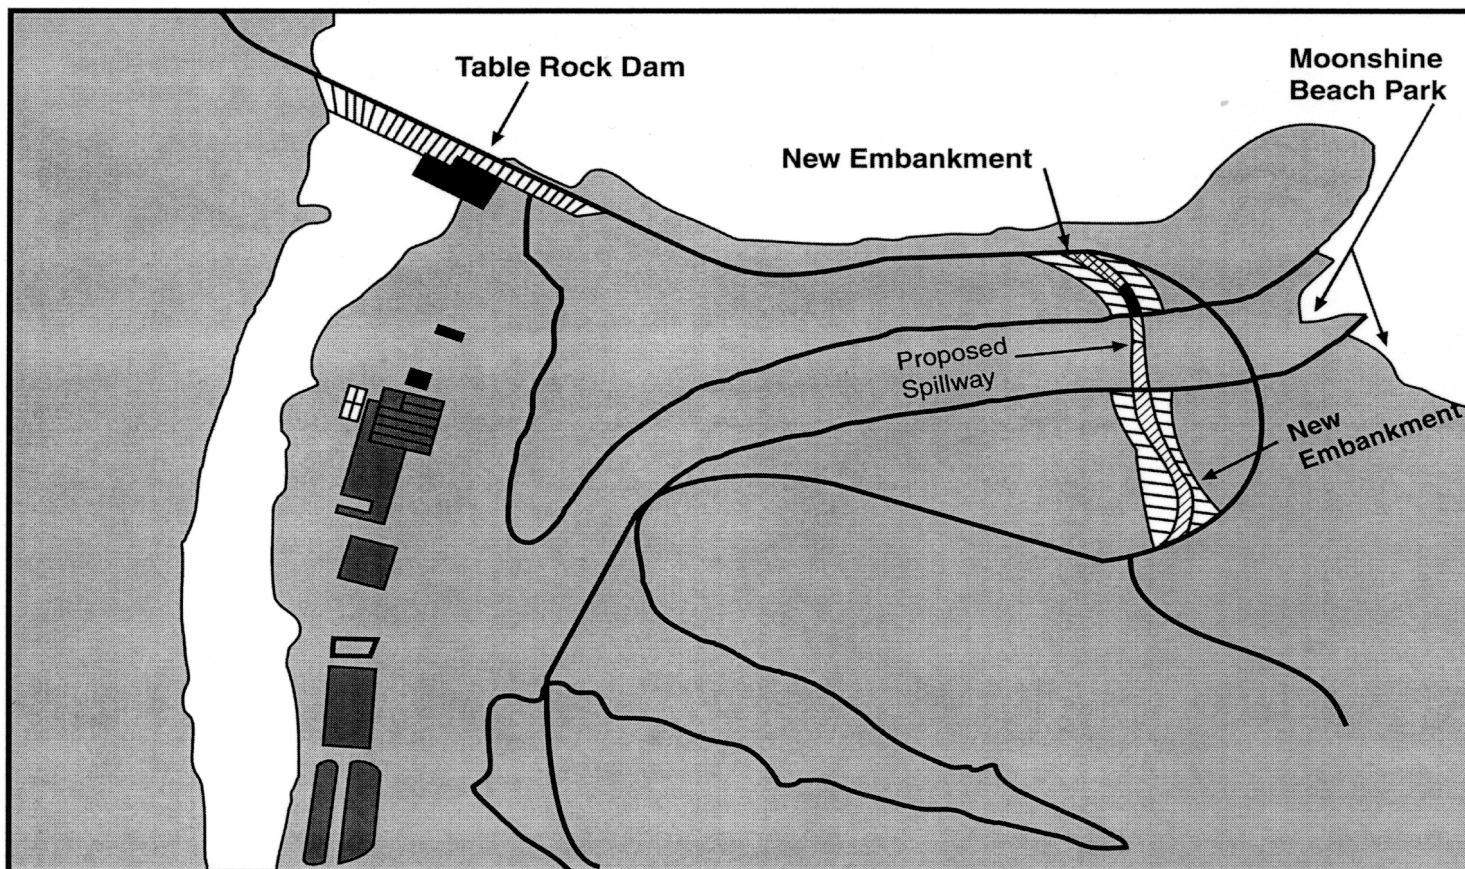 Table Rock Dam
Moonshine
Beach Park
New Embankment
Proposed
Spillway
New
Embankment